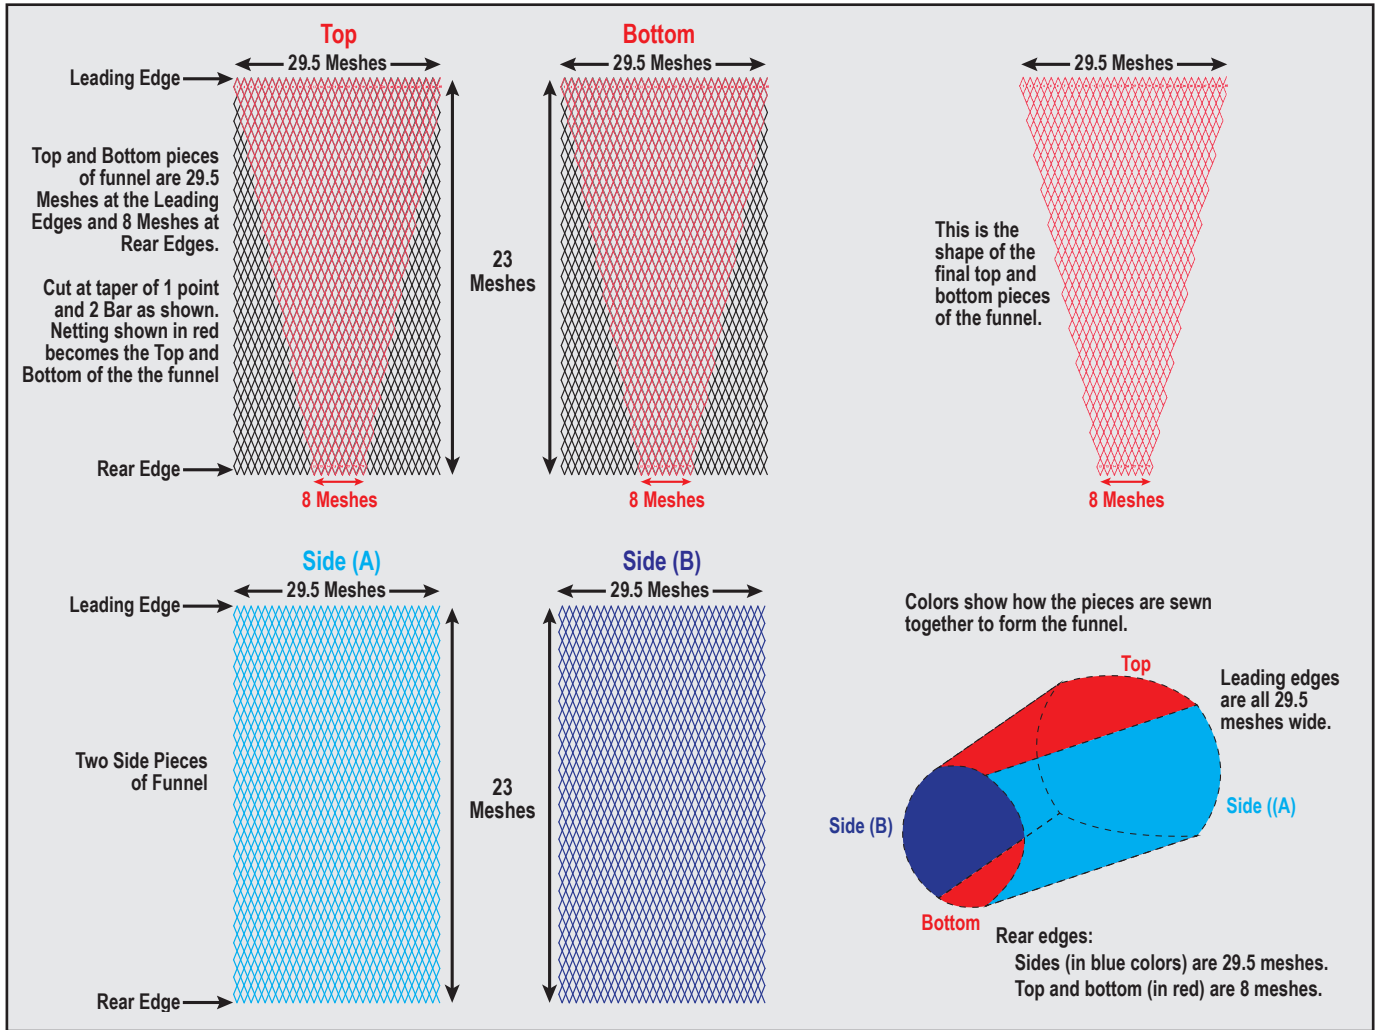 Top
29.5 Meshes
Leading Edge
Top and Bottom pieces
of funnel are 29.5
Meshes at the Leading
Edges and 8 Meshes at
Rear Edges.
Cut at taper of 1 point
and 2 Bar as shown.
Netting shown in red
becomes the Top and
Bottom of the the funnel
Rear Edge
8 Meshes
23
Meshes
Bottom
29.5 Meshes
8 Meshes
29.5 Meshes
This is the
shape of the
final top and
bottom pieces
of the funnel.
8 Meshes
Side (A)
29.5 Meshes
Leading Edge
Two Side Pieces
of Funnel
Rear Edge
23
Meshes
Side (B)
29.5 Meshes
Colors show how the pieces are sewn
together to form the funnel.
Top
Leading edges
are all 29.5
meshes wide.
Side (B)
Side ((A)
Bottom
Rear edges:
Sides (in blue colors) are 29.5 meshes.
Top and bottom (in red) are 8 meshes.